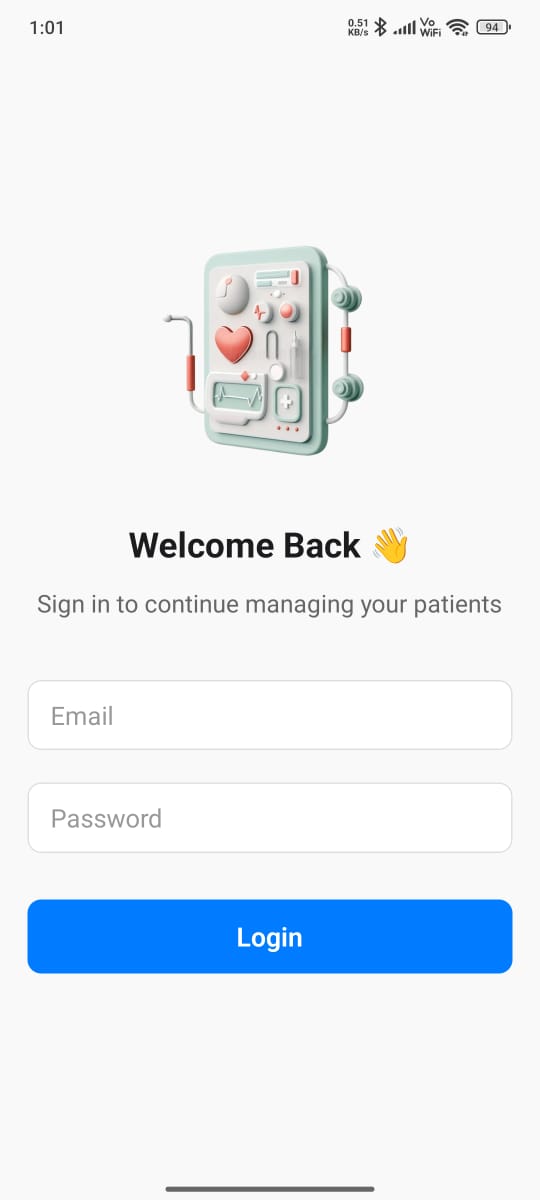 1:01
0.51
KB/s
Vo
WiFi
94
Welcome Back 👋
Sign in to continue managing your patients
Email
Password
Login